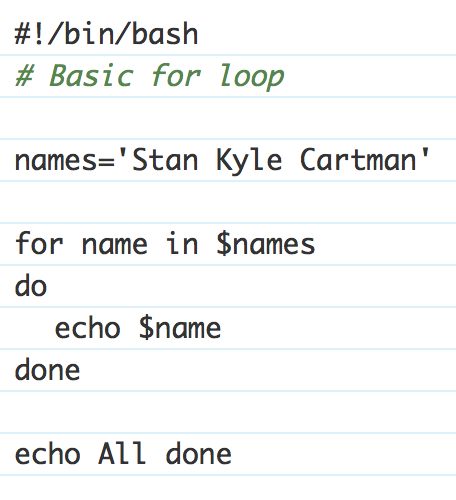 #!/bin/bash
# Basic for loop
names='Stan Kyle Cartman'
for name in $names
do
echo $name
done
echo All done